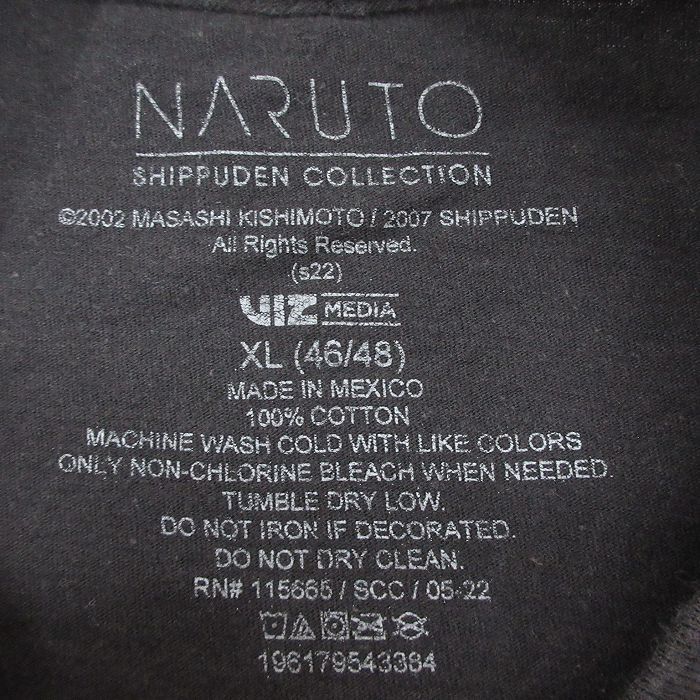 NARUTO
SHIPPUDEN COLLECTION
©2002 MASASHI KISHIMOTO / 2007 SHIPPUDEN
All Rights Reserved.
(s22)
VIZ MEDIA
XL (46/48)
MADE IN MEXICO
100% COTTON
MACHINE WASH COLD WITH LIKE COLORS
ONLY NON-CHLORINE BLEACH WHEN NEEDED.
TUMBLE DRY LOW.
DO NOT IRON IF DECORATED.
DO NOT DRY CLEAN.
RN# 115665 / SCC / 05-22
196179543384